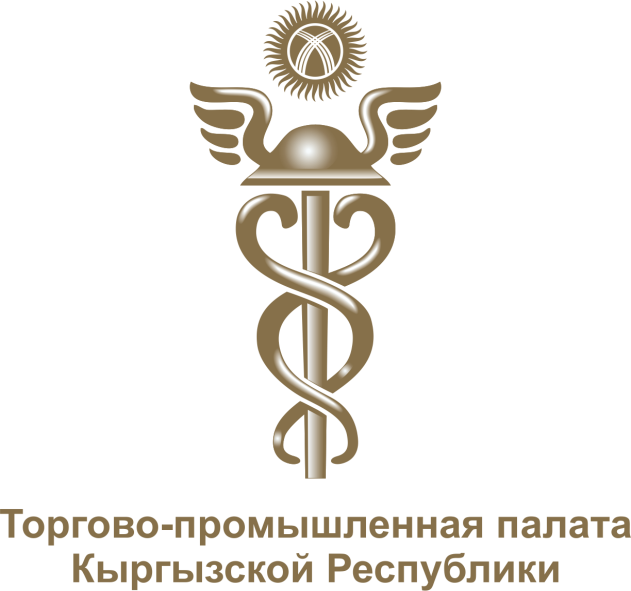 Торгово-промышленная палата
Кыргызской Республики